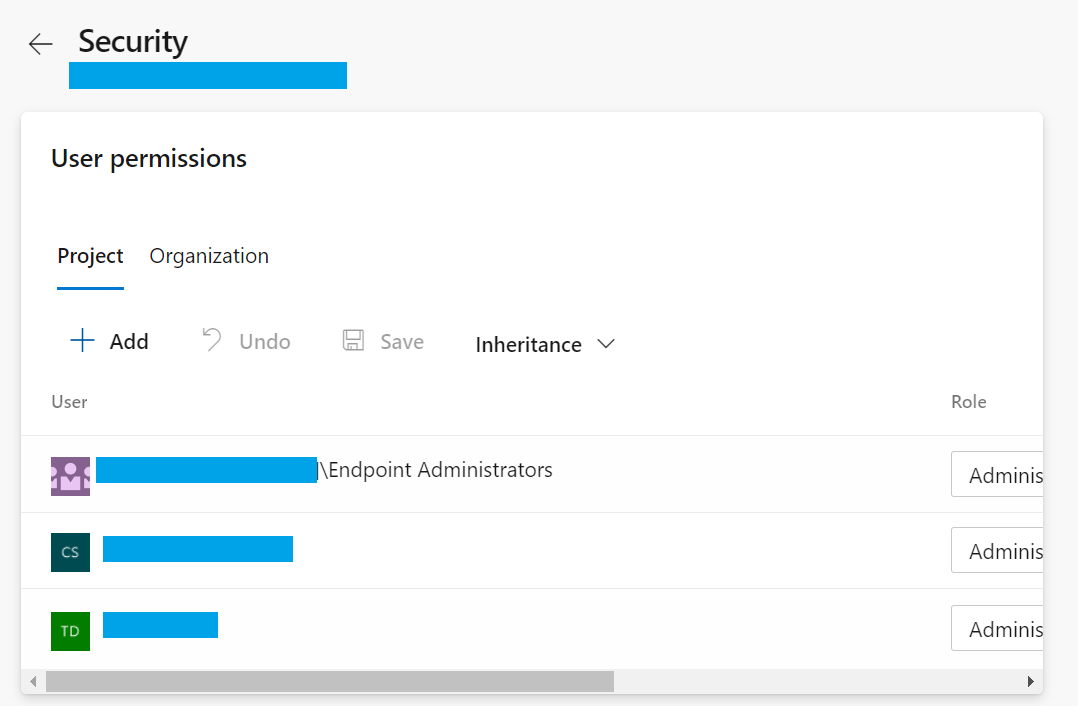 Security
User permissions
Project Organization
Add Undo Save Inheritance
User Role
\Endpoint Administrators Adminis
CS Adminis
TD Adminis